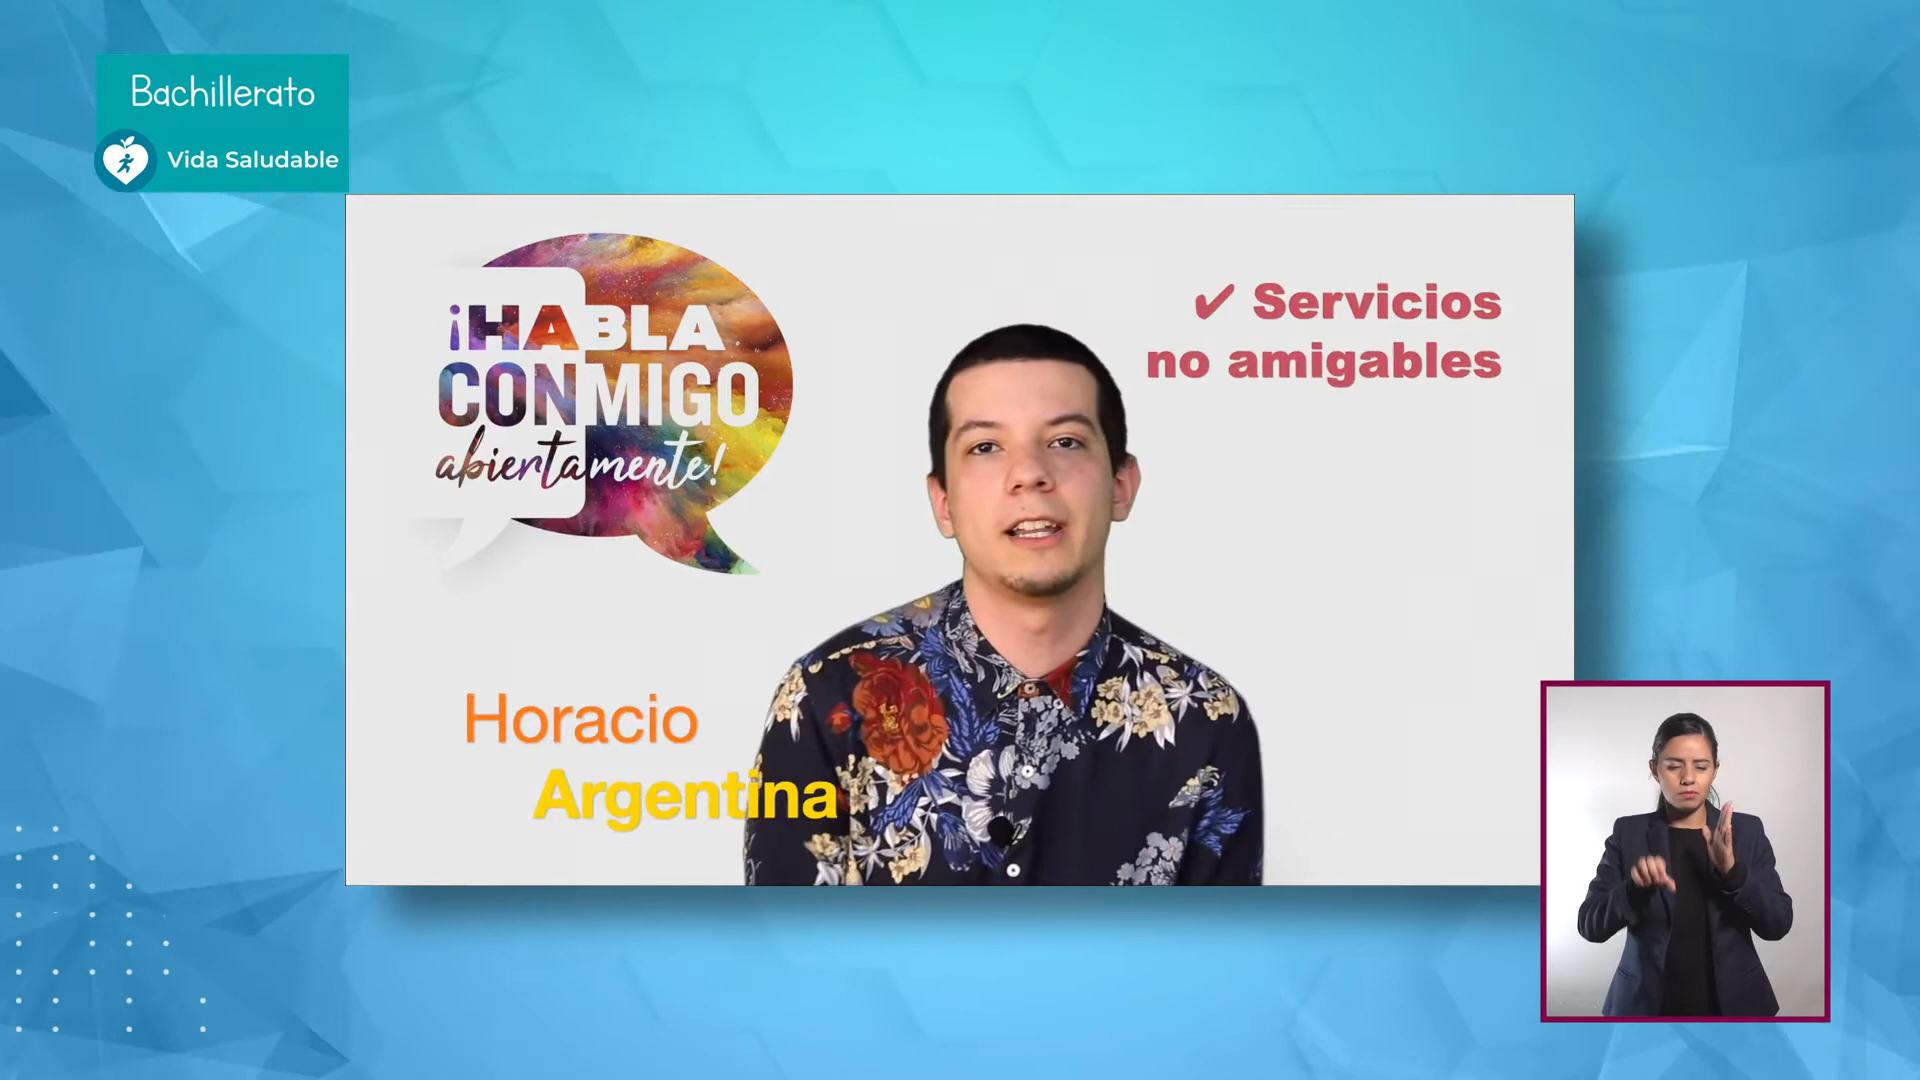 Bachillerato
Vida Saludable
¡HABLA
CONMIGO
abiertamente!
✔ Servicios
no amigables
Horacio
Argentina